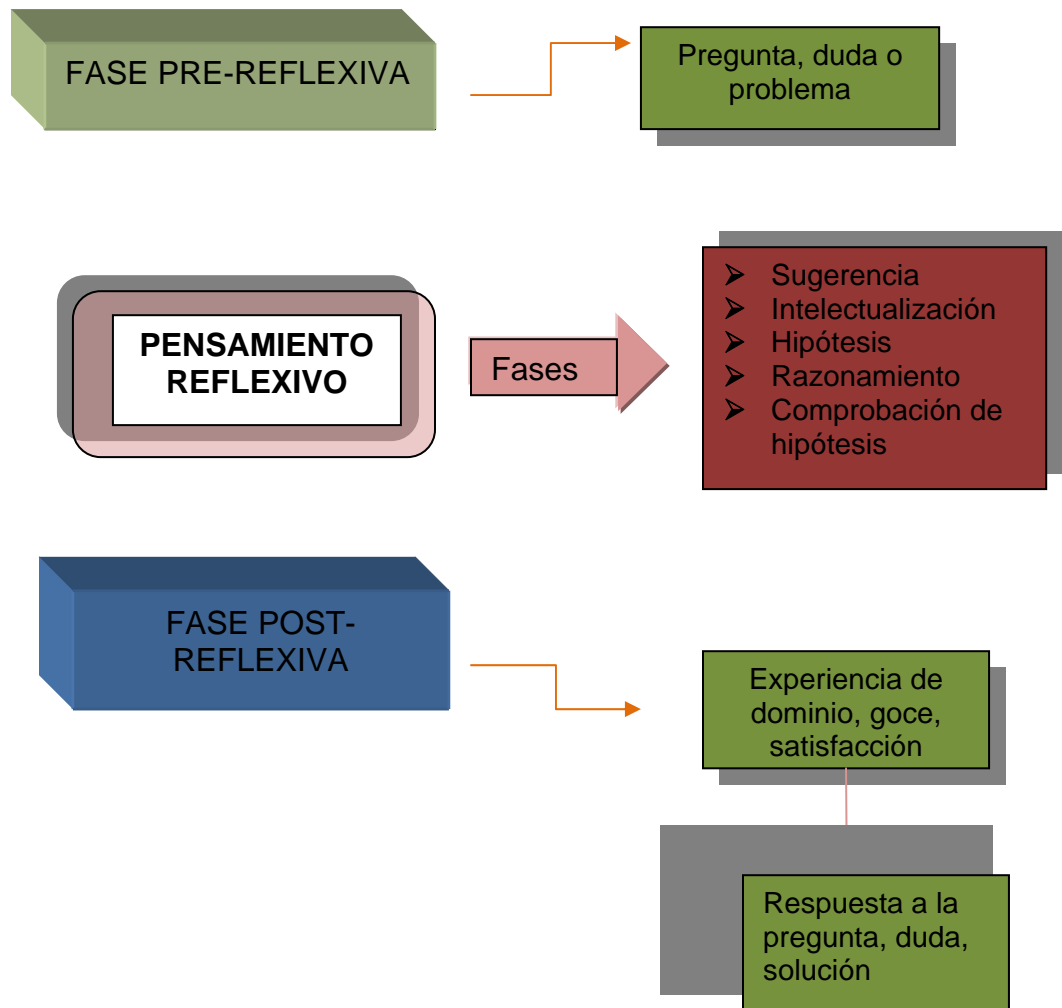 FASE PRE-REFLEXIVA
Pregunta, duda o
problema
PENSAMIENTO
REFLEXIVO
Fases
➢ Sugerencia
➢ Intelectualización
➢ Hipótesis
➢ Razonamiento
➢ Comprobación de
hipótesis
FASE POST-
REFLEXIVA
Experiencia de
dominio, goce,
satisfacción
Respuesta a la
pregunta, duda,
solución